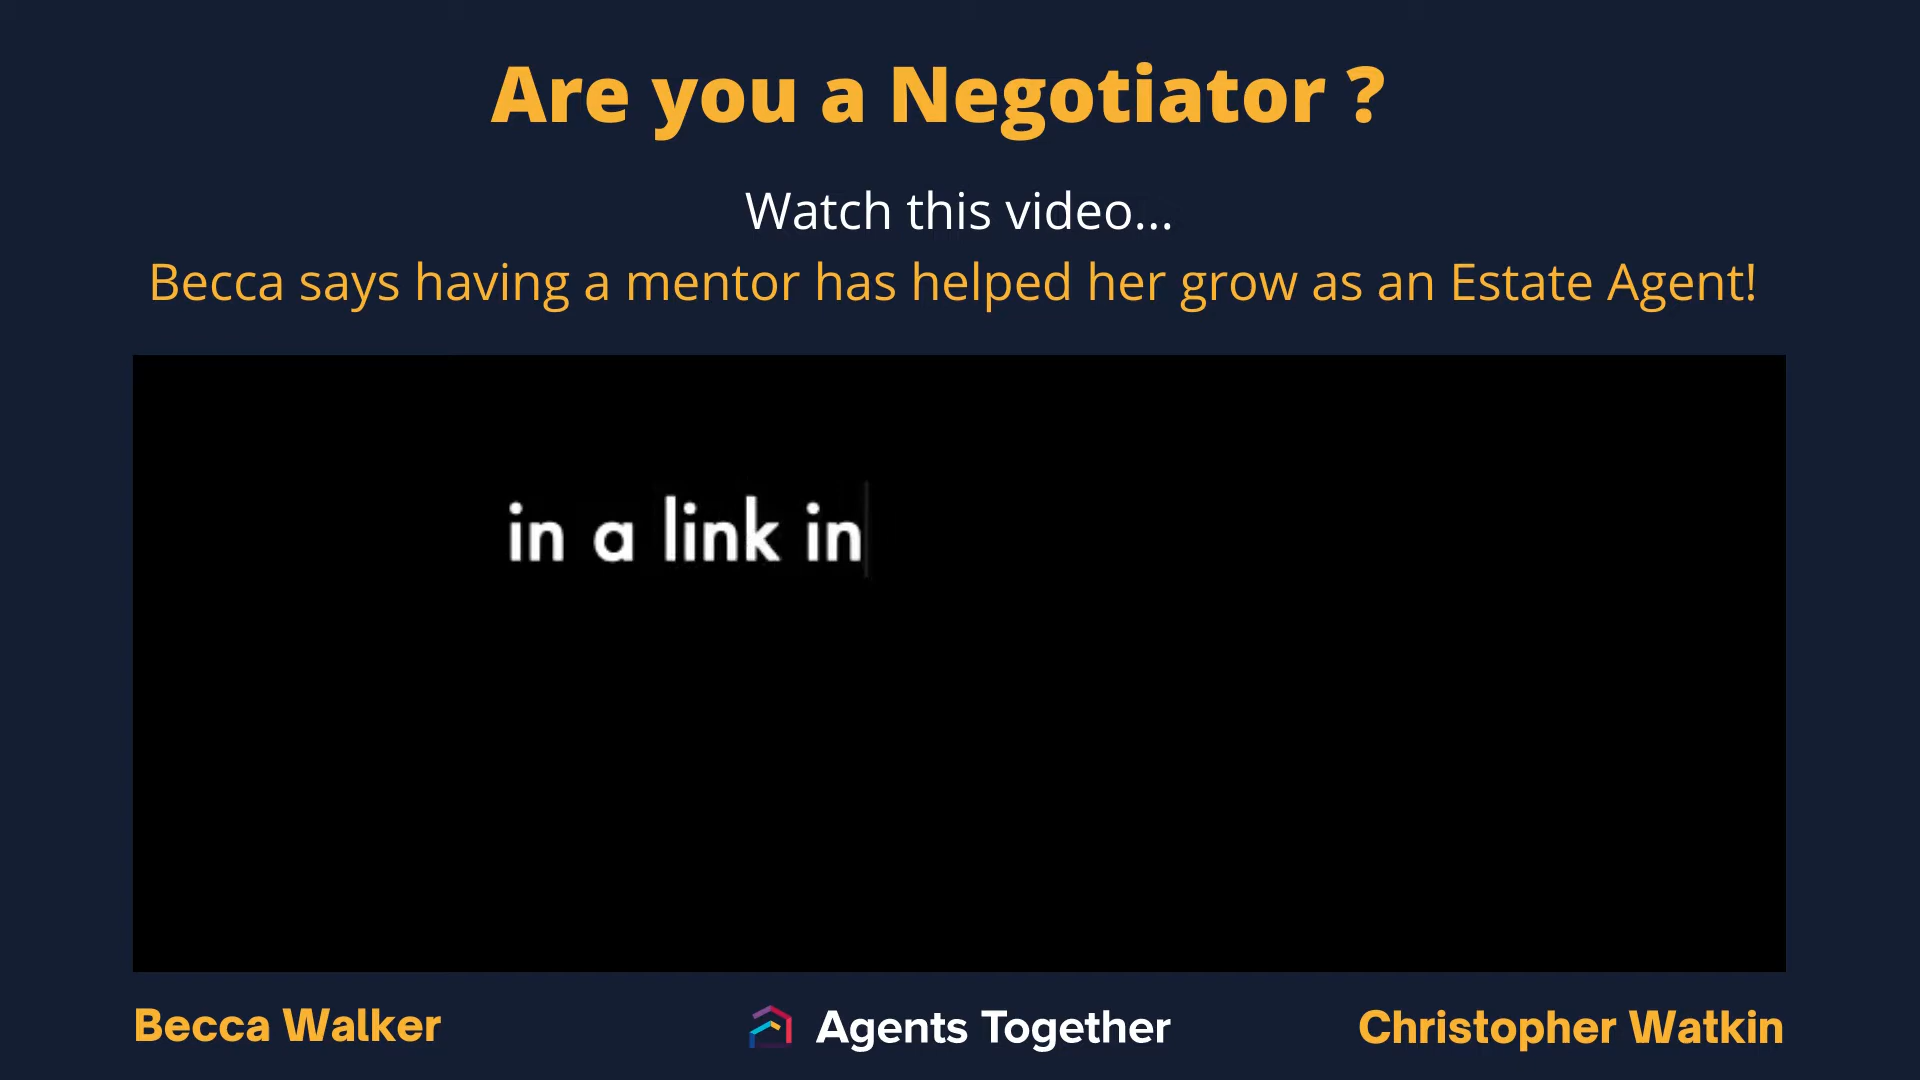 Are you a Negotiator ?
Watch this video...
Becca says having a mentor has helped her grow as an Estate Agent!
in a link in
Becca Walker
Agents Together
Christopher Watkin